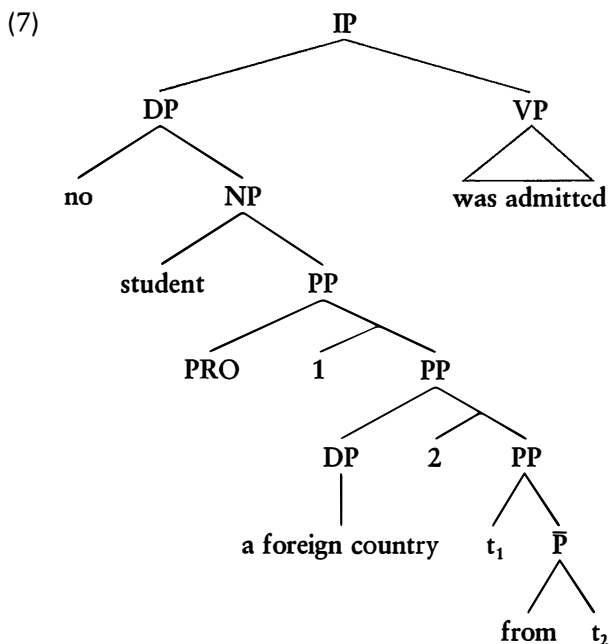 (7) IP
DP VP
no NP was admitted
student PP
PRO 1 PP
DP 2 PP
a foreign country t₁ P̅
from t₂